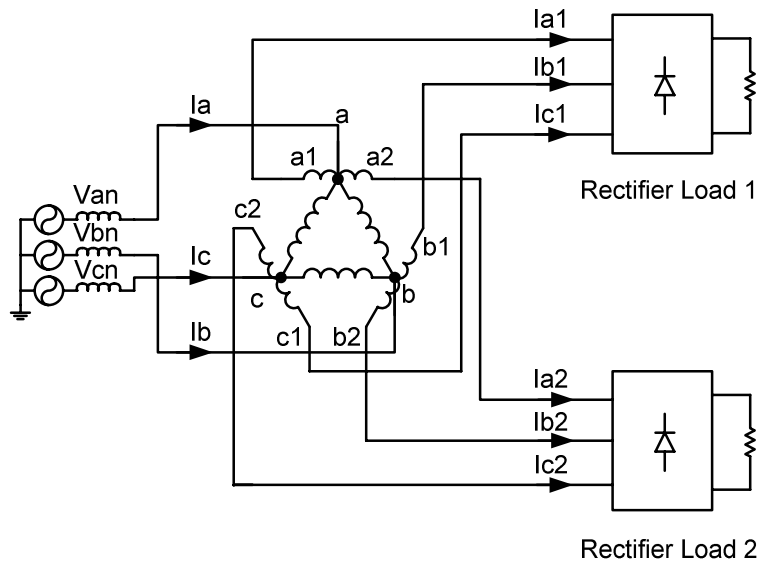 Ia1
Ib1
Ic1
Rectifier Load 1
Ia
a
a1 a2
Van
Vbn
Vcn
c2
b1
Ic
c
b
c1 b2
Ib
Ia2
Ib2
Ic2
Rectifier Load 2